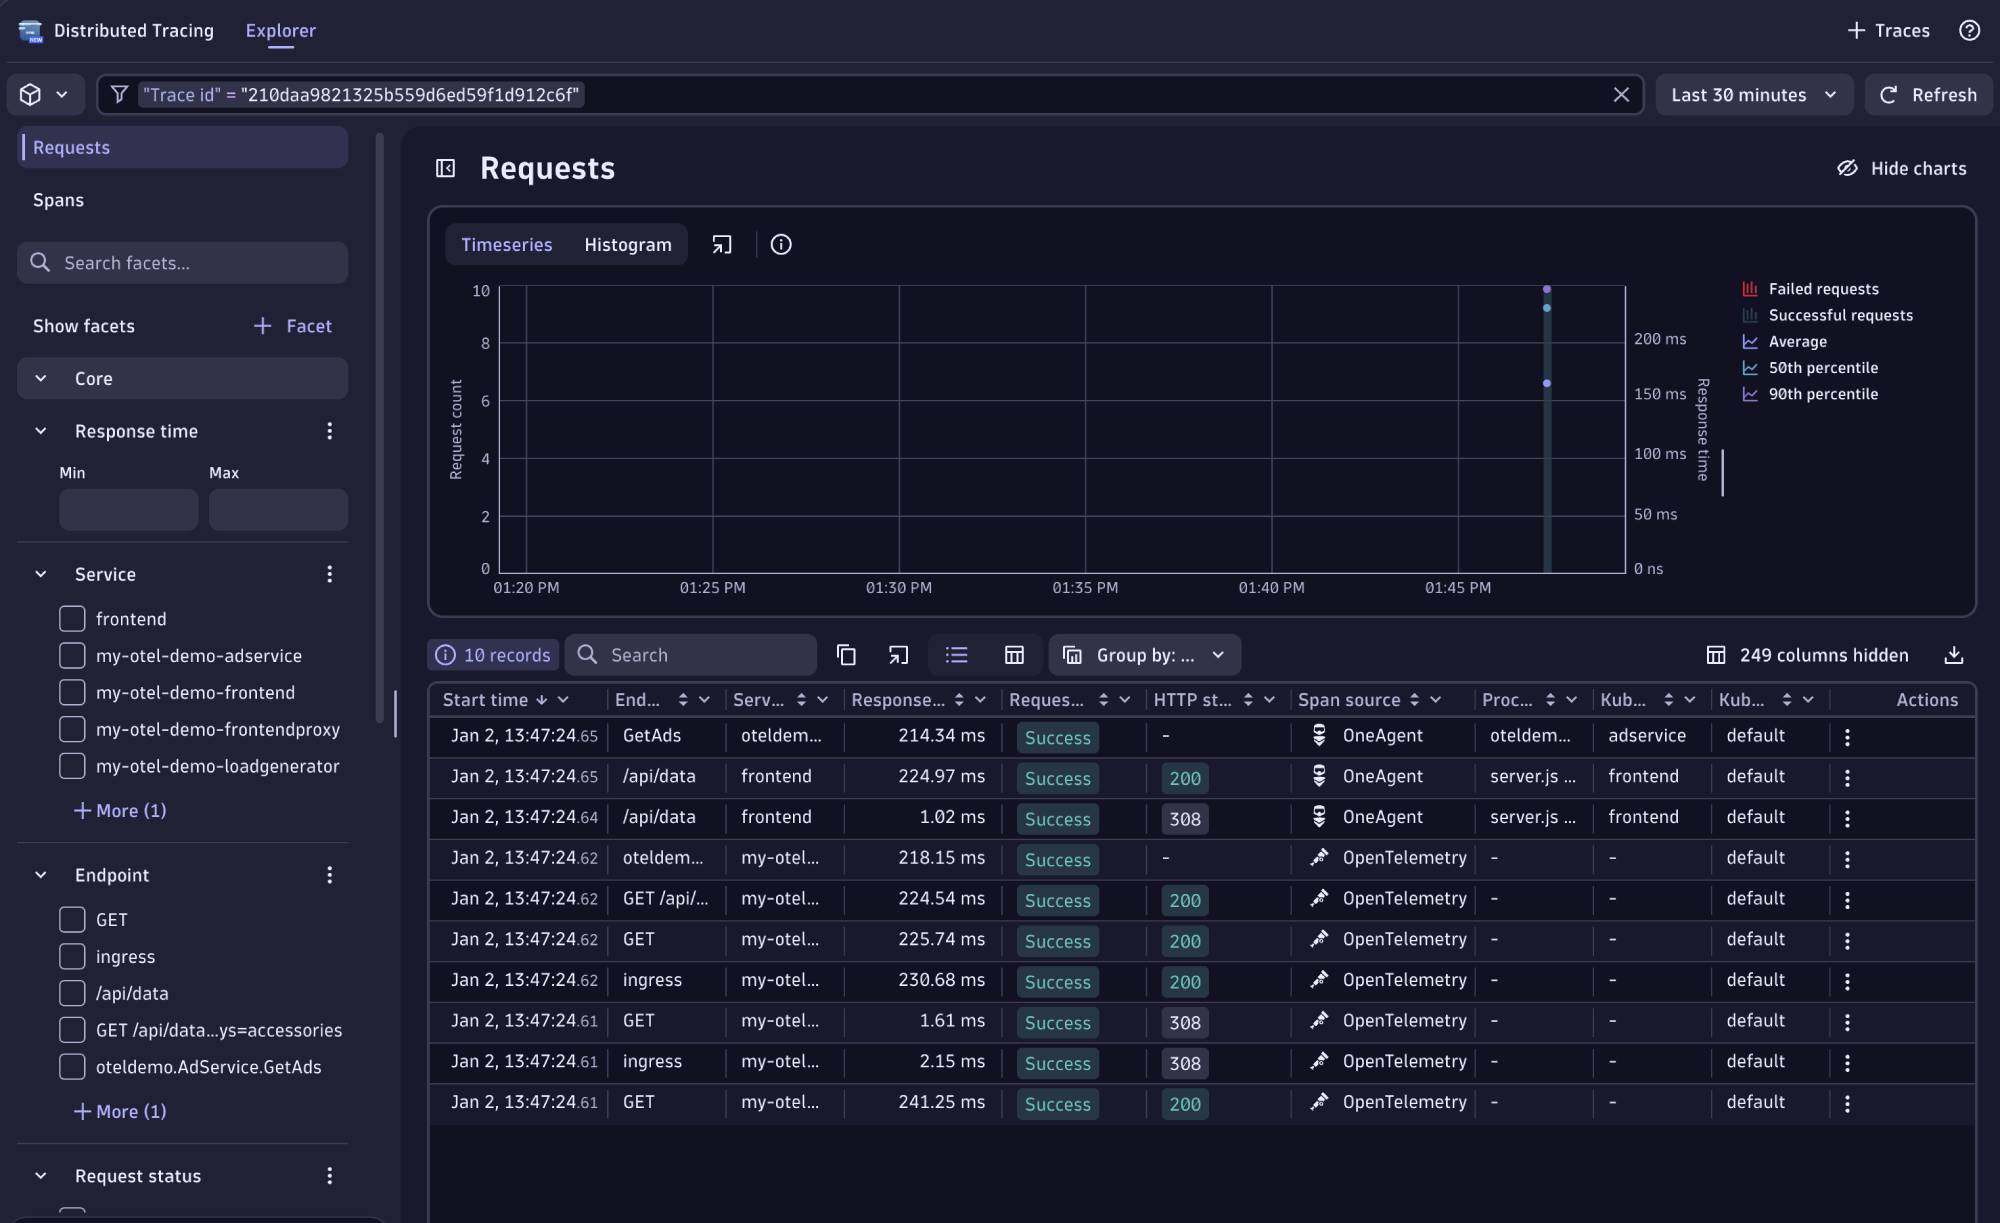 Distributed Tracing Explorer Traces
"Trace id" = "210daa9821325b559d6ed59f1d912c6f" Last 30 minutes Refresh
Requests
Spans
Search facets...
Show facets Facet
Core
Response time
Min Max
Service
frontend
my-otel-demo-adservice
my-otel-demo-frontend
my-otel-demo-frontendproxy
my-otel-demo-loadgenerator
More (1)
Endpoint
GET
ingress
/api/data
GET /api/data...ys=accessories
oteldemo.AdService.GetAds
More (1)
Request status
Requests Hide charts
Timeseries Histogram
Request count
10
8
6
4
2
0
01:20 PM 01:25 PM 01:30 PM 01:35 PM 01:40 PM 01:45 PM
200 ms
150 ms
100 ms
50 ms
0 ns
Response time
Failed requests
Successful requests
Average
50th percentile
90th percentile
10 records Search Group by: ... 249 columns hidden
Start time End... Serv... Response... Reques... HTTP st... Span source Proc... Kub... Kub... Actions
Jan 2, 13:47:24.65 GetAds oteldem... 214.34 ms Success - OneAgent oteldem... adservice default
Jan 2, 13:47:24.65 /api/data frontend 224.97 ms Success 200 OneAgent server.js ... frontend default
Jan 2, 13:47:24.64 /api/data frontend 1.02 ms Success 308 OneAgent server.js ... frontend default
Jan 2, 13:47:24.62 oteldem... my-otel... 218.15 ms Success - OpenTelemetry - - default
Jan 2, 13:47:24.62 GET /api/... my-otel... 224.54 ms Success 200 OpenTelemetry - - default
Jan 2, 13:47:24.62 GET my-otel... 225.74 ms Success 200 OpenTelemetry - - default
Jan 2, 13:47:24.62 ingress my-otel... 230.68 ms Success 200 OpenTelemetry - - default
Jan 2, 13:47:24.61 GET my-otel... 1.61 ms Success 308 OpenTelemetry - - default
Jan 2, 13:47:24.61 ingress my-otel... 2.15 ms Success 308 OpenTelemetry - - default
Jan 2, 13:47:24.61 GET my-otel... 241.25 ms Success 200 OpenTelemetry - - default